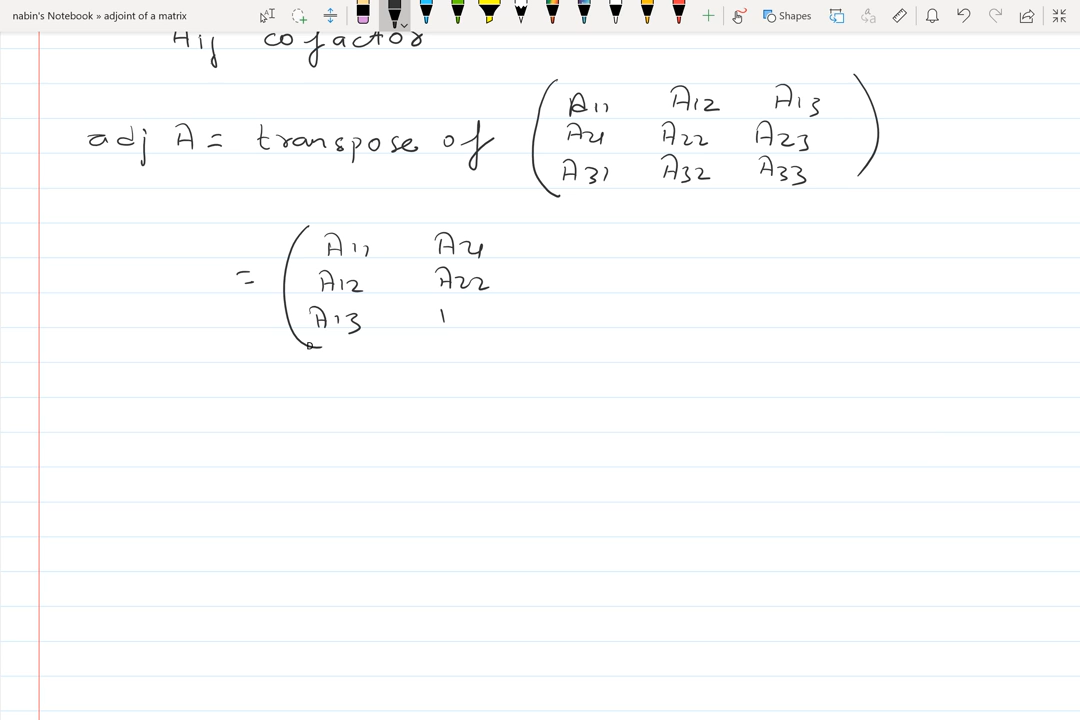 nabin's Notebook » adjoint of a matrix
Shapes
Aij cofactor
adj A = transpose of
A11 A12 A13
A21 A22 A23
A31 A32 A33
=
A11 A21
A12 A22
A13